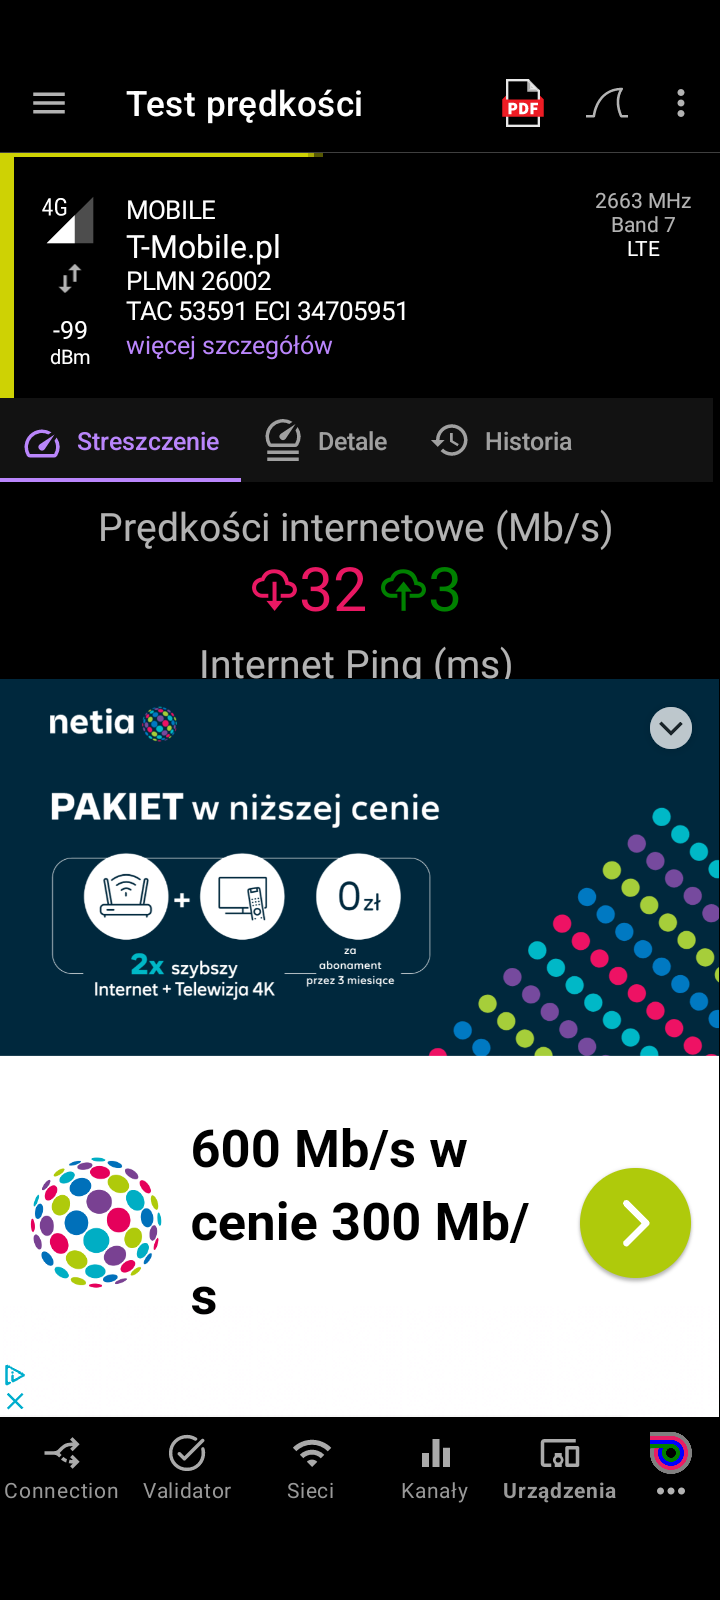 Test prędkości
PDF
4G
MOBILE
T-Mobile.pl
PLMN 26002
TAC 53591 ECI 34705951
więcej szczegółów
-99
dBm
2663 MHz
Band 7
LTE
Streszczenie
Detale
Historia
Prędkości internetowe (Mb/s)
32 3
Internet Ping (ms)
netia
PAKIET w niższej cenie
+
0 zł
2x szybszy
Internet + Telewizja 4K
za
abonament
przez 3 miesiące
600 Mb/s w
cenie 300 Mb/
s
Connection
Validator
Sieci
Kanały
Urządzenia